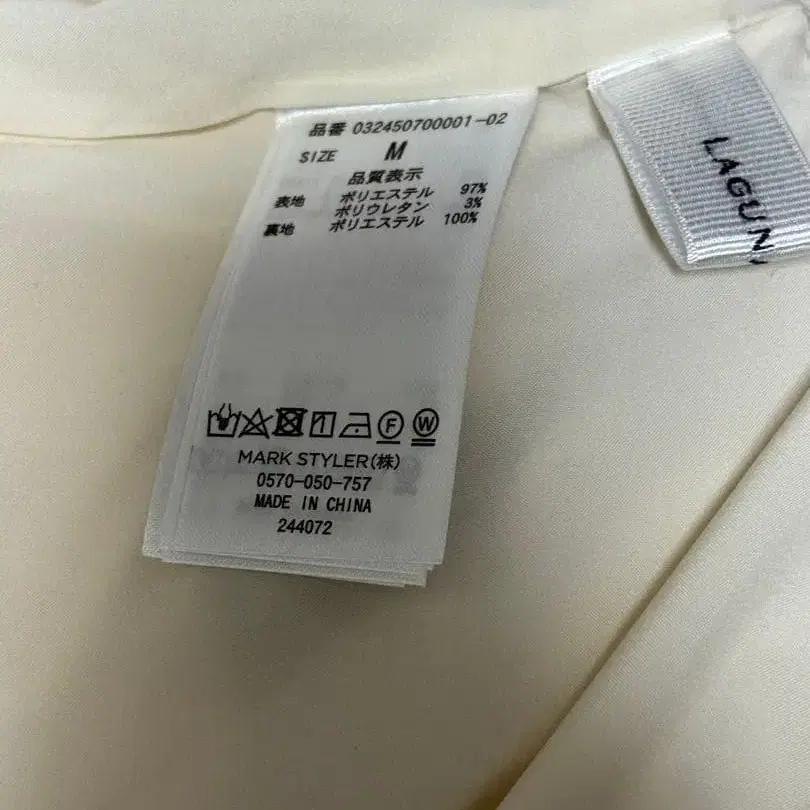 品番 032450700001-02
SIZE M
品質表示
表地 ポリエステル 97%
ポリウレタン 3%
裏地 ポリエステル 100%
F W
MARK STYLER(株)
0570-050-757
MADE IN CHINA
244072